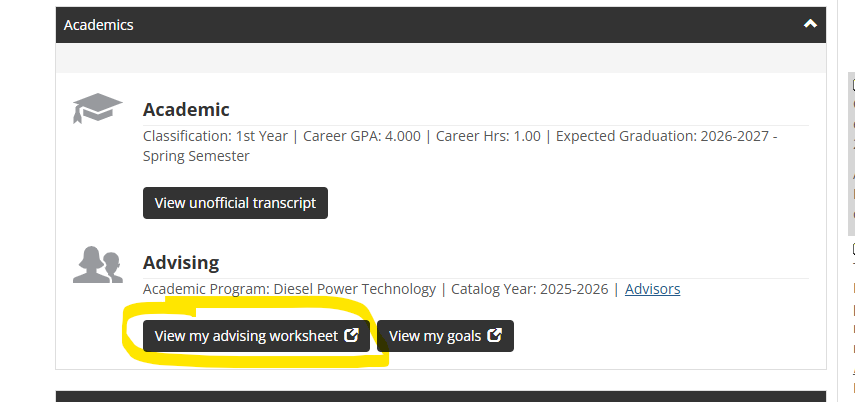 Academics
Academic
Classification: 1st Year | Career GPA: 4.000 | Career Hrs: 1.00 | Expected Graduation: 2026-2027 -
Spring Semester
View unofficial transcript
Advising
Academic Program: Diesel Power Technology | Catalog Year: 2025-2026 | Advisors
View my advising worksheet
View my goals